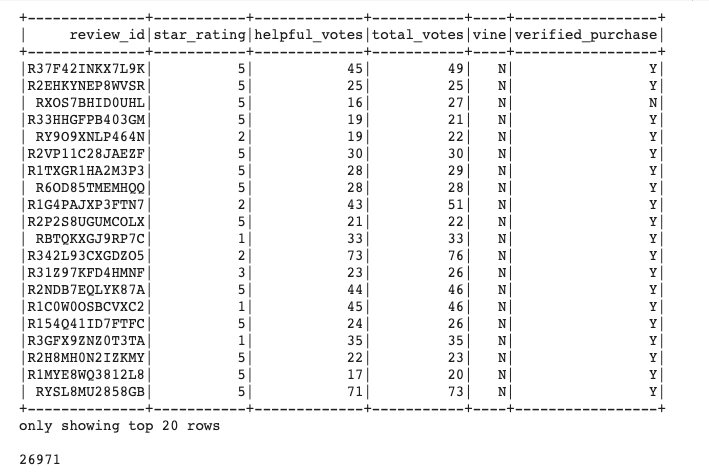 +---------------+-----------+-------------+-----------+----+-----------------+
|      review_id|star_rating|helpful_votes|total_votes|vine|verified_purchase|
+---------------+-----------+-------------+-----------+----+-----------------+
| R37F42INKX7L9K|          5|           45|         49|   N|                Y|
| R2EHKYNEP8WVSR|          5|           25|         25|   N|                Y|
|  RXOS7BHID0UHL|          5|           16|         27|   N|                N|
| R33HHGFPB403GM|          5|           19|         21|   N|                Y|
|  RY9O9XNLP464N|          2|           19|         22|   N|                Y|
| R2VP11C28JAEZF|          5|           30|         30|   N|                Y|
| R1TXGR1HA2M3P3|          5|           28|         29|   N|                Y|
|  R6OD85TMEMHQQ|          5|           28|         28|   N|                Y|
| R1G4PAJXP3FTN7|          2|           43|         51|   N|                Y|
| R2P2S8UGUMCOLX|          5|           21|         22|   N|                Y|
|  RBTQKXGJ9RP7C|          1|           33|         33|   N|                Y|
| R342L93CXGDZO5|          2|           73|         76|   N|                Y|
| R31Z97KFD4HMNF|          3|           23|         26|   N|                Y|
| R2NDB7EQLYK87A|          5|           44|         46|   N|                Y|
| R1C0W0OSBCVXC2|          1|           45|         46|   N|                Y|
| R154Q41ID7FTFC|          5|           24|         26|   N|                Y|
| R3GFX9ZNZ0T3TA|          1|           35|         35|   N|                Y|
| R2H8MH0N2IZKMY|          5|           22|         23|   N|                Y|
| R1MYE8WQ3812L8|          5|           17|         20|   N|                Y|
|  RYSL8MU2858GB|          5|           71|         73|   N|                Y|
+---------------+-----------+-------------+-----------+----+-----------------+
only showing top 20 rows
26971